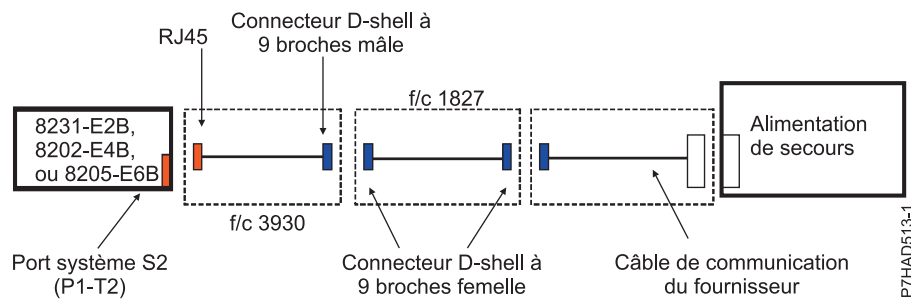 Connecteur D-shell à
9 broches mâle
RJ45
f/c 1827
8231-E2B,
8202-E4B,
ou 8205-E6B
Alimentation
de secours
f/c 3930
Port système S2
(P1-T2)
Connecteur D-shell à
9 broches femelle
Câble de communication
du fournisseur
P7HAD513-1